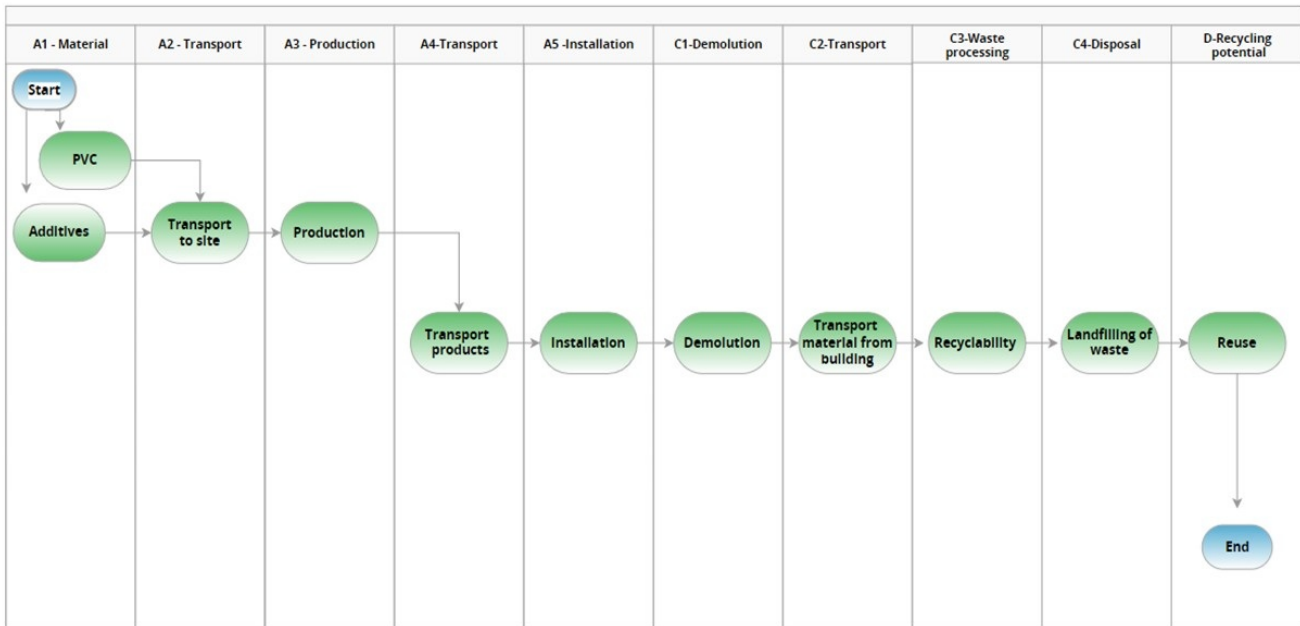 A1 - Material
A2 - Transport
A3 - Production
A4-Transport
A5 -Installation
C1-Demolution
C2-Transport
C3-Waste
processing
C4-Disposal
D-Recycling
potential
Start
PVC
Additives
Transport
to site
Production
Transport
products
Installation
Demolution
Transport
material from
building
Recyclability
Landfilling of
waste
Reuse
End